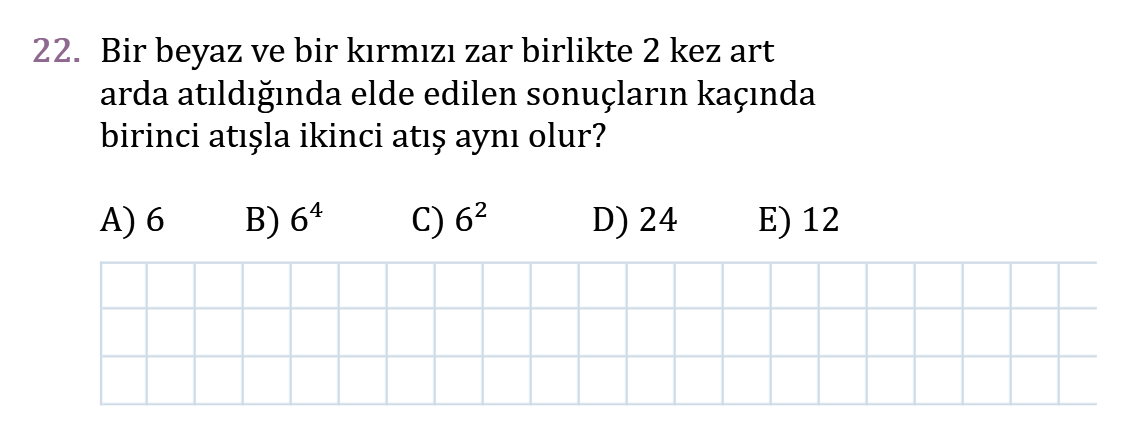 22. Bir beyaz ve bir kırmızı zar birlikte 2 kez art
arda atıldığında elde edilen sonuçların kaçında
birinci atışla ikinci atış aynı olur?
A) 6 B) 6⁴ C) 6² D) 24 E) 12